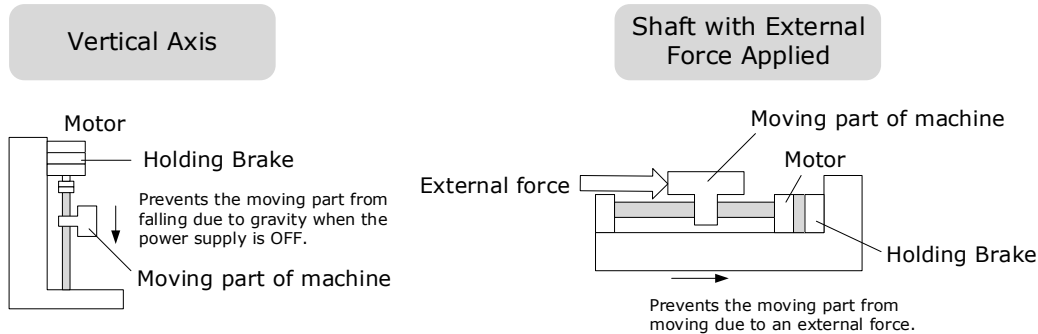 Vertical Axis
Motor
Holding Brake
Prevents the moving part from
falling due to gravity when the
power supply is OFF.
Moving part of machine
Shaft with External
Force Applied
Moving part of machine
Motor
External force
Holding Brake
Prevents the moving part from
moving due to an external force.